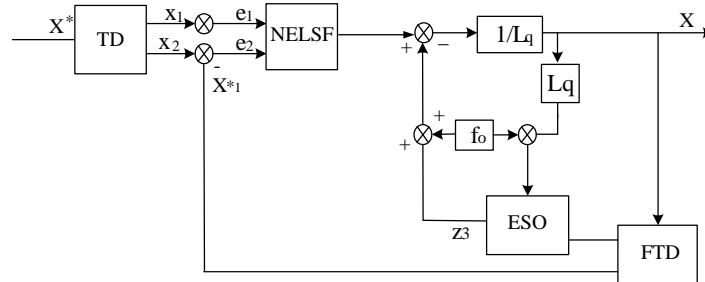 X*
TD
x1
x2
e1
e2
-
X*1
NELSF
+
−
1/Lq
X
Lq
+
+
fo
z3
ESO
FTD